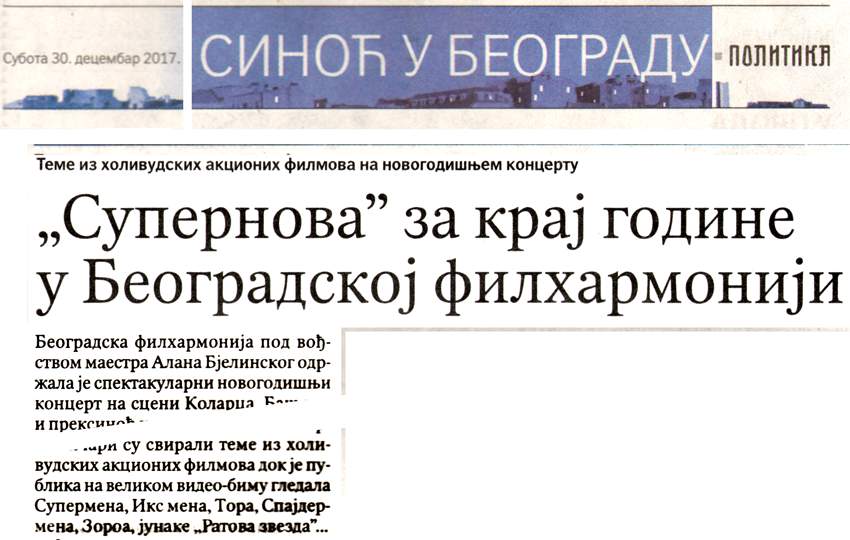 Субота 30. децембар 2017.
СИНОЋ У БЕОГРАДУ
ПОЛИТИКА
Теме из холивудских акционих филмова на новогодишњем концерту
„Супернова” за крај године
у Београдској филхармонији
Београдска филхармонија под вођ-
ством маестра Алана Бјелинског одр-
жала је спектакуларни новогодишњи
концерт на сцени Коларца.
и прексиноћ
су свирали теме из холи-
вудских акционих филмова док је пу-
блика на великом видео-биму гледала
Супермена, Икс мена, Тора, Спајдер-
мена, Зороа, јунаке „Ратова звезда”...